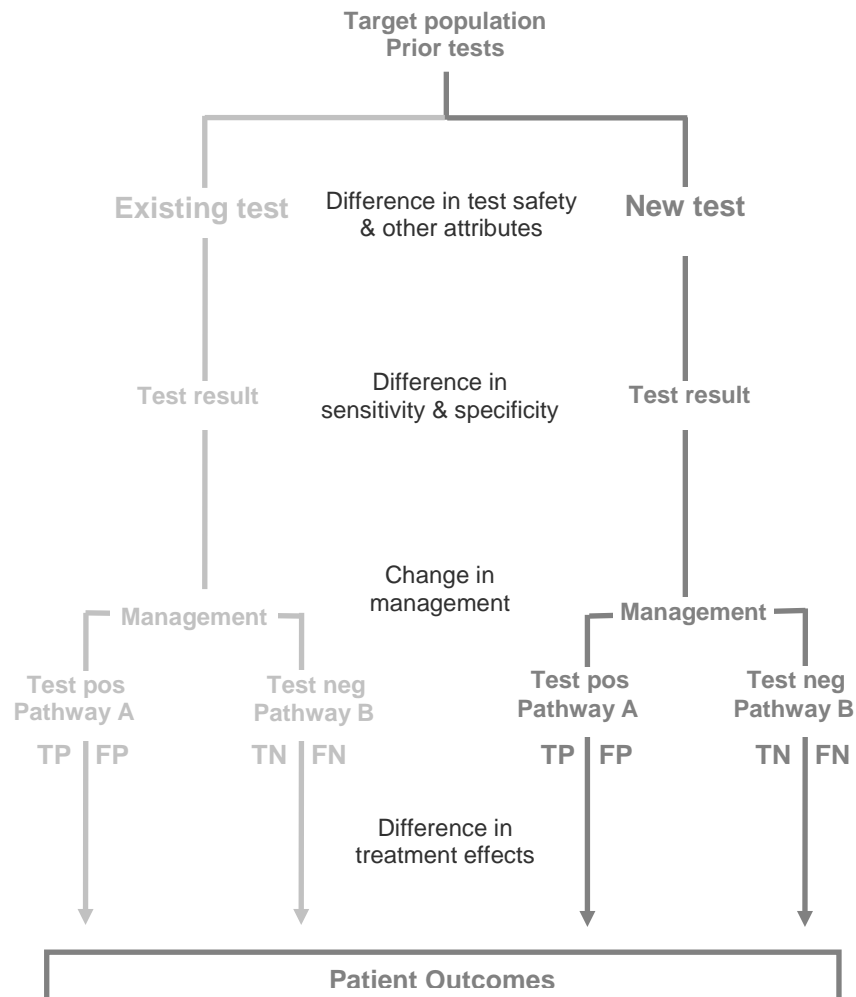 Target population
Prior tests
Existing test
Difference in test safety
& other attributes
New test
Test result
Difference in
sensitivity & specificity
Test result
Change in
management
Management
Management
Test pos
Pathway A
Test neg
Pathway B
Test pos
Pathway A
Test neg
Pathway B
TP FP
TN FN
TP FP
TN FN
Difference in
treatment effects
Patient Outcomes